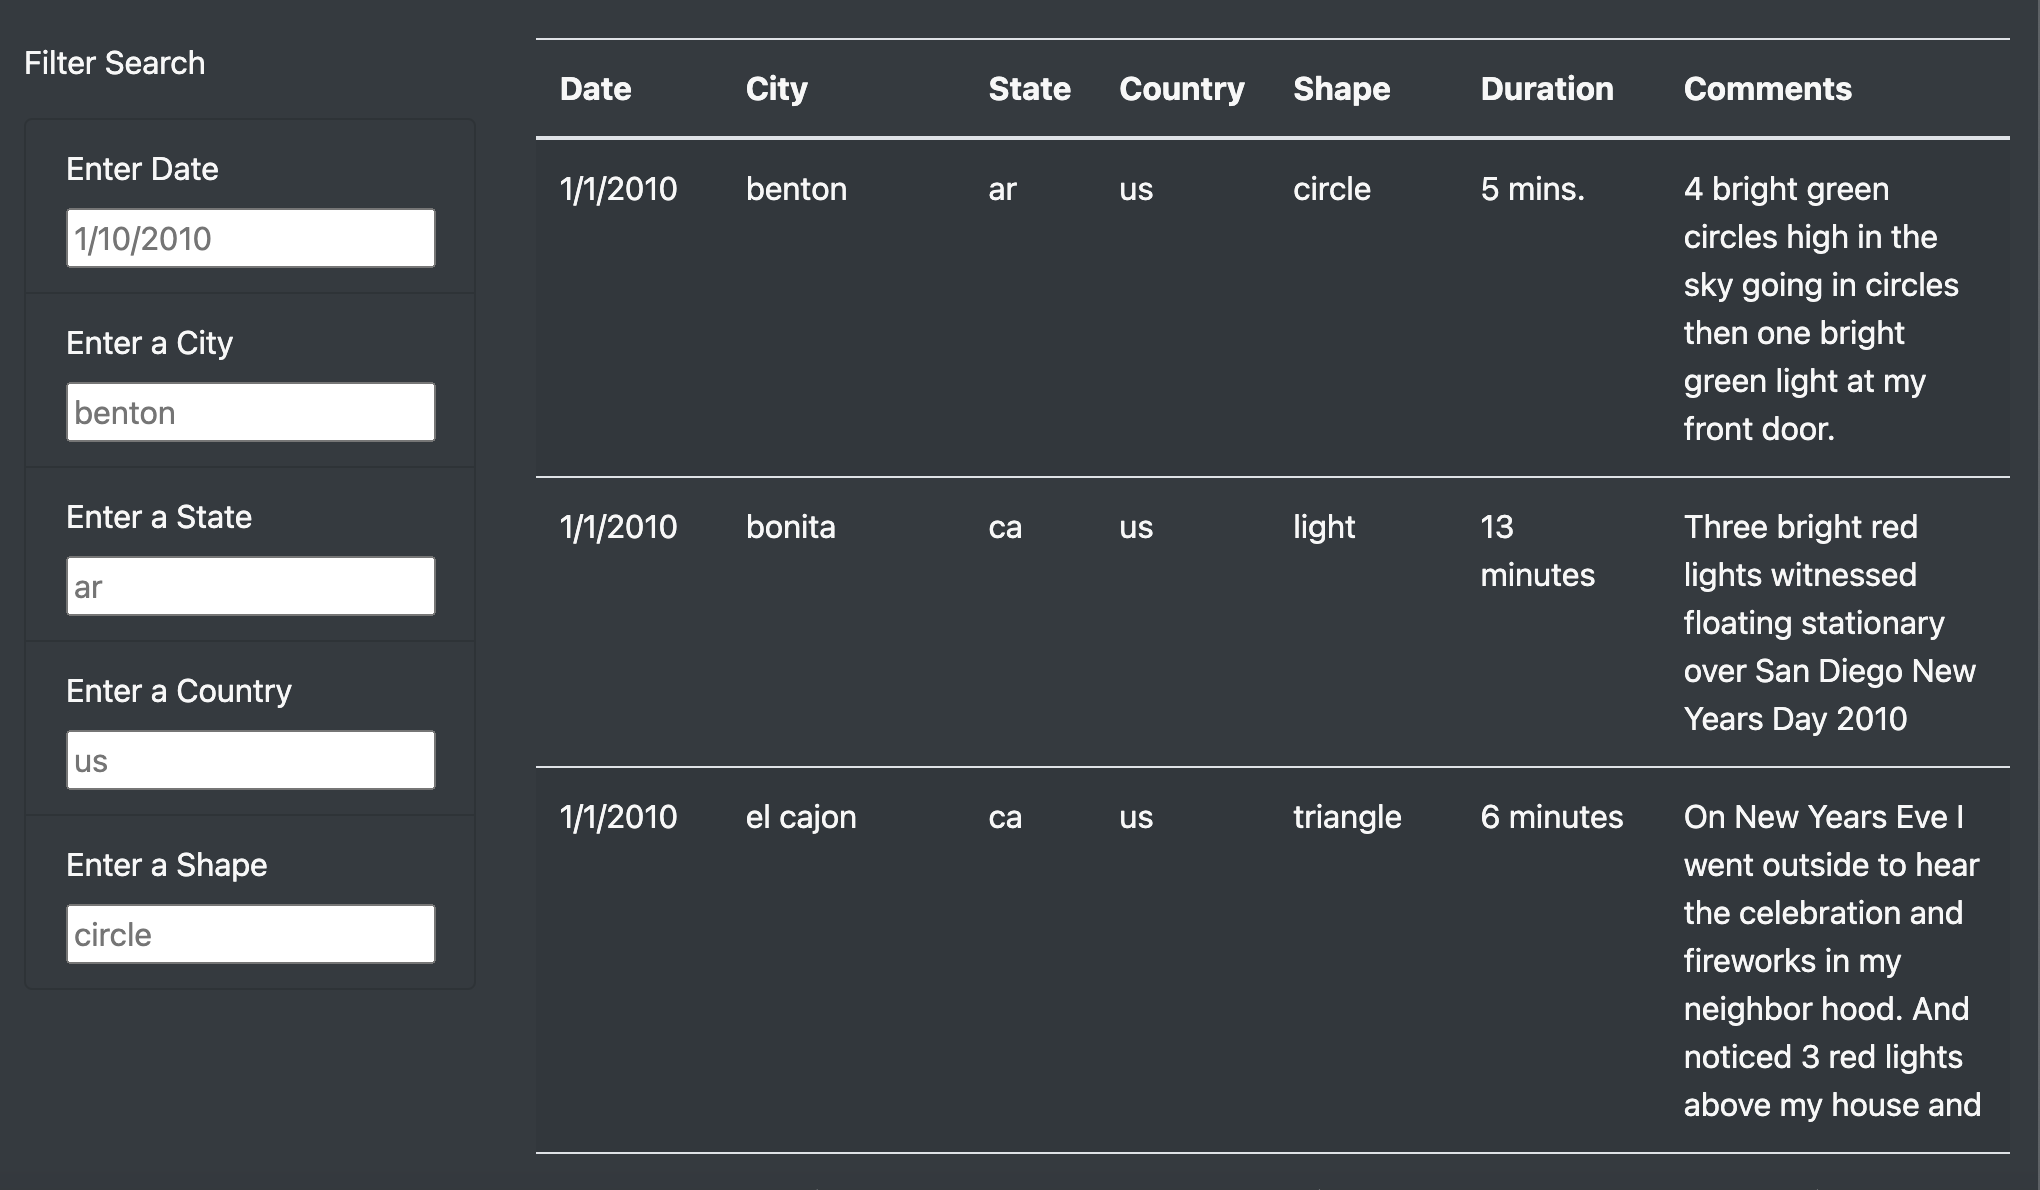 Filter Search
Enter Date
1/10/2010
Enter a City
benton
Enter a State
ar
Enter a Country
us
Enter a Shape
circle
Date City State Country Shape Duration Comments
1/1/2010 benton ar us circle 5 mins. 4 bright green
circles high in the
sky going in circles
then one bright
green light at my
front door.
1/1/2010 bonita ca us light 13 Three bright red
minutes lights witnessed
floating stationary
over San Diego New
Years Day 2010
1/1/2010 el cajon ca us triangle 6 minutes On New Years Eve I
went outside to hear
the celebration and
fireworks in my
neighbor hood. And
noticed 3 red lights
above my house and